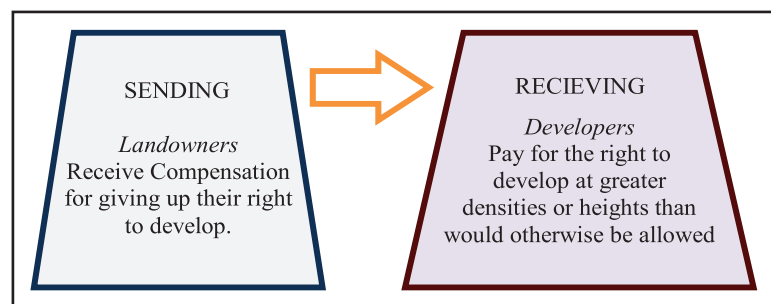 SENDING
Landowners
Receive Compensation
for giving up their right
to develop.
RECIEVING
Developers
Pay for the right to
develop at greater
densities or heights than
would otherwise be allowed